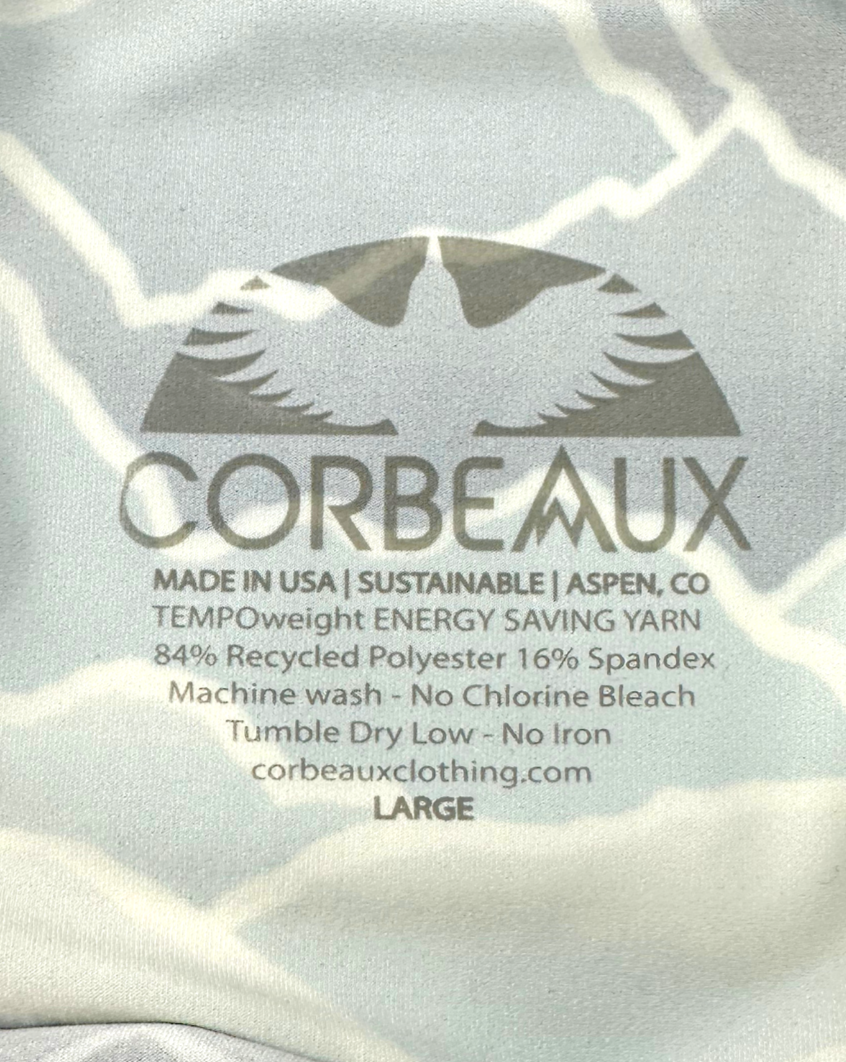 CORBEAUX
MADE IN USA | SUSTAINABLE | ASPEN, CO
TEMPOweight ENERGY SAVING YARN
84% Recycled Polyester 16% Spandex
Machine wash - No Chlorine Bleach
Tumble Dry Low - No Iron
corbeauxclothing.com
LARGE